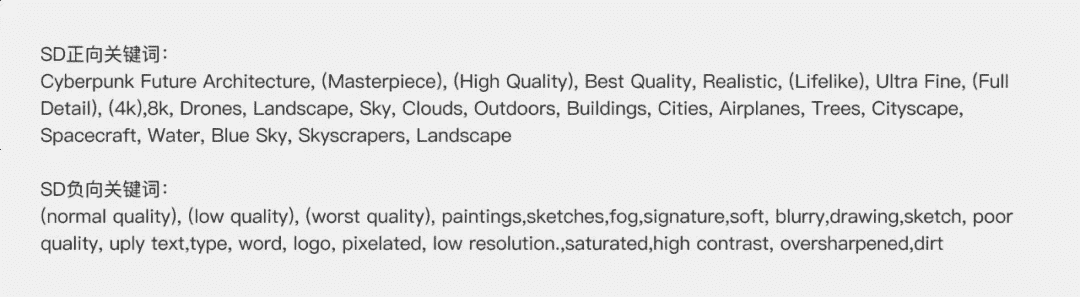 SD正向关键词：
Cyberpunk Future Architecture, (Masterpiece), (High Quality), Best Quality, Realistic, (Lifelike), Ultra Fine, (Full
Detail), (4k),8k, Drones, Landscape, Sky, Clouds, Outdoors, Buildings, Cities, Airplanes, Trees, Cityscape,
Spacecraft, Water, Blue Sky, Skyscrapers, Landscape
SD负向关键词：
(normal quality), (low quality), (worst quality), paintings,sketches,fog,signature,soft, blurry,drawing,sketch, poor
quality, uply text,type, word, logo, pixelated, low resolution.,saturated,high contrast, oversharpened,dirt